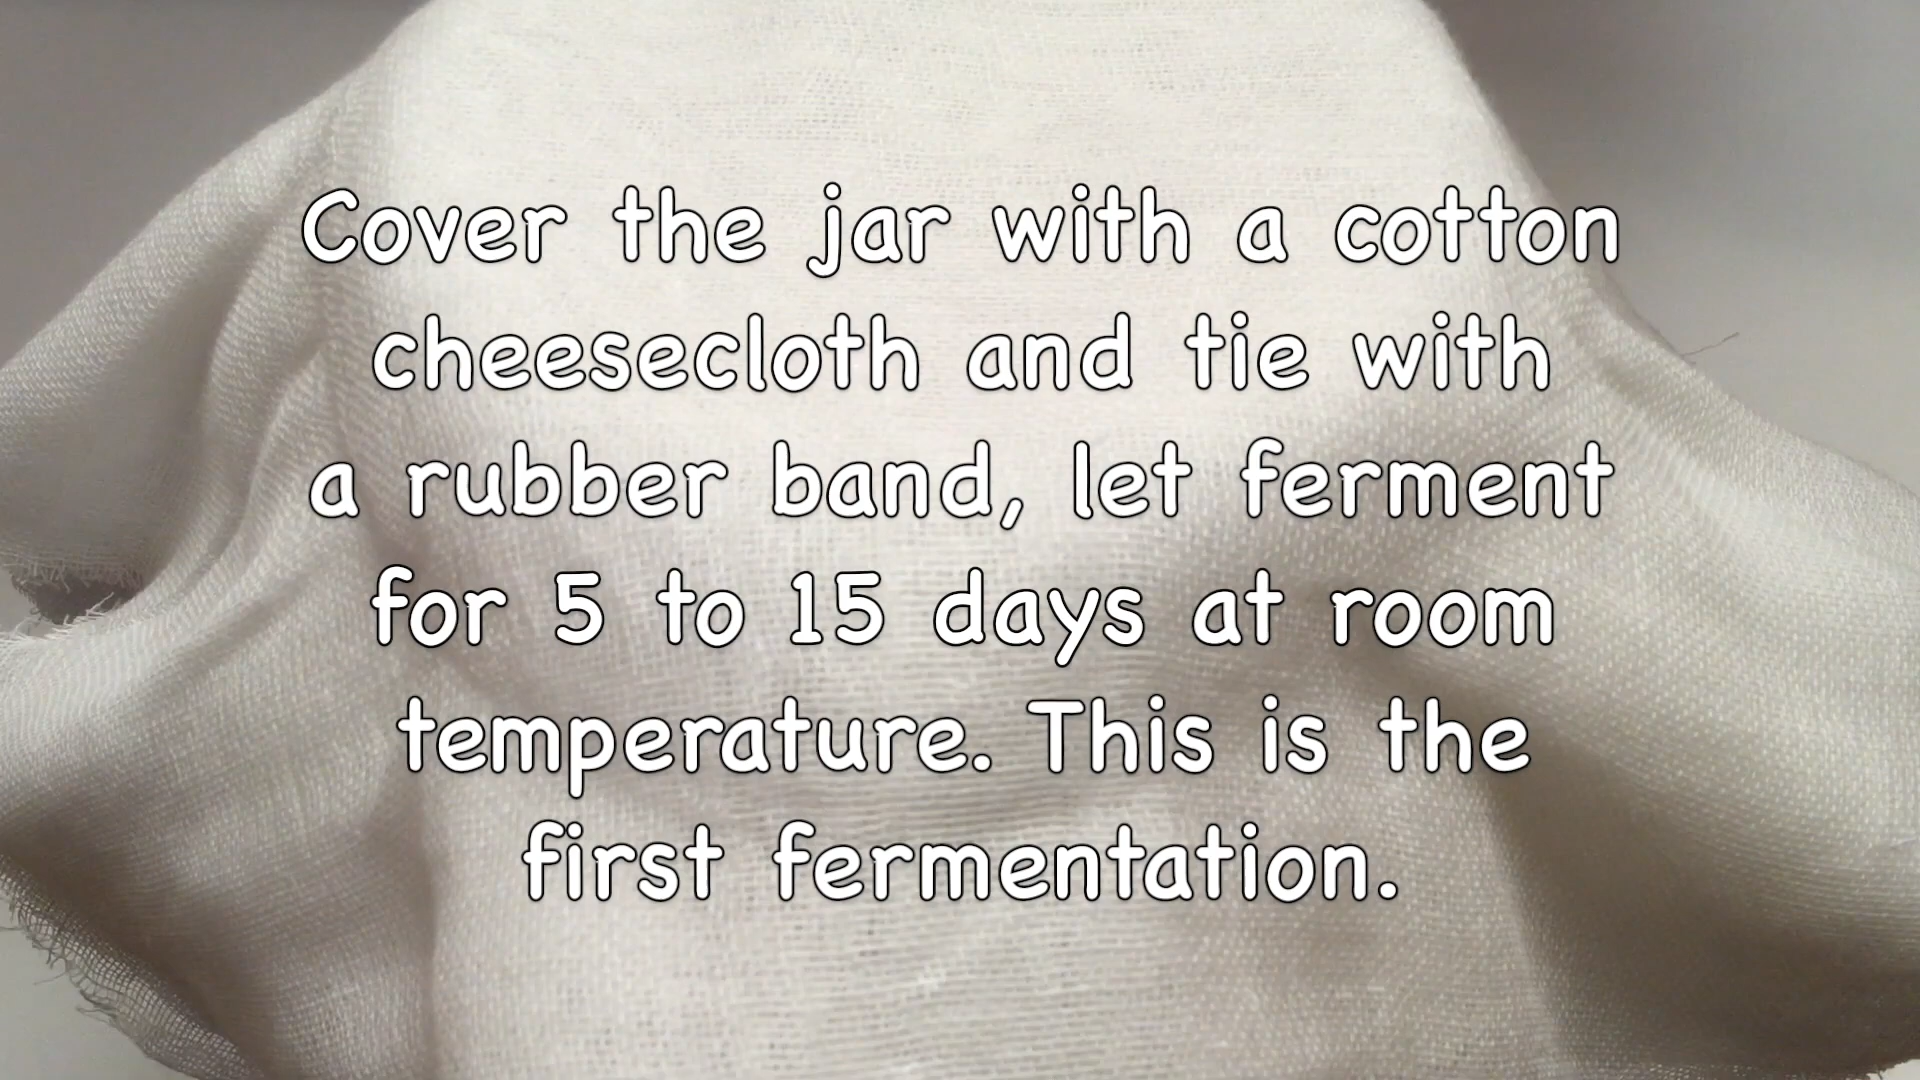 Cover the jar with a cotton
cheesecloth and tie with
a rubber band, let ferment
for 5 to 15 days at room
temperature. This is the
first fermentation.